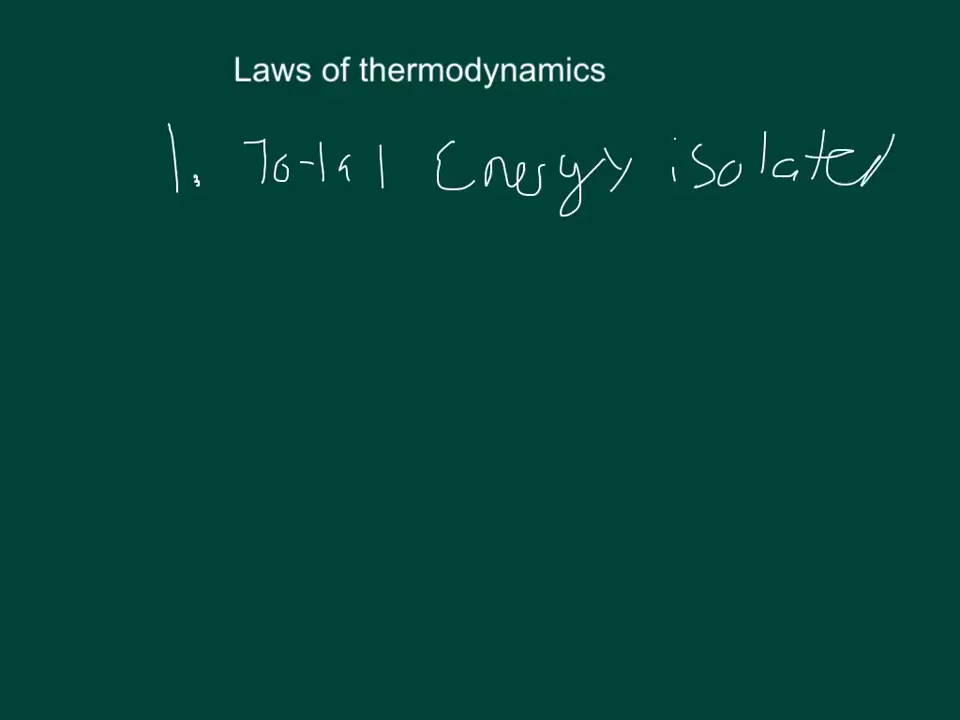 Laws of thermodynamics
1. Total Energy isolated